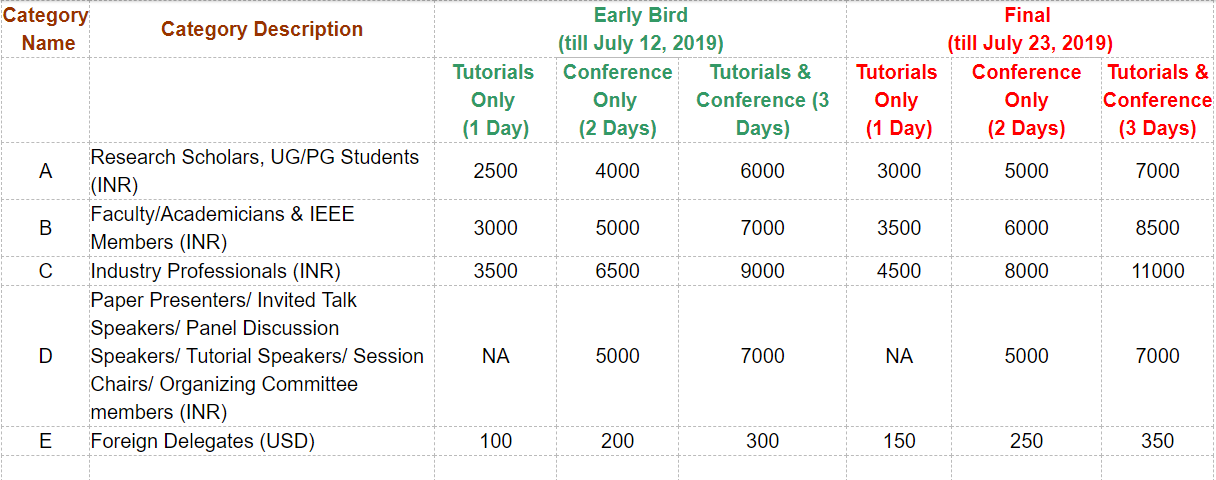 Category Name
Category Description
Early Bird
(till July 12, 2019)
Final
(till July 23, 2019)
Tutorials Only (1 Day)
Conference Only (2 Days)
Tutorials & Conference (3 Days)
Tutorials Only (1 Day)
Conference Only (2 Days)
Tutorials & Conference (3 Days)
A
Research Scholars, UG/PG Students
(INR)
2500 4000 6000 3000 5000 7000
B
Faculty/Academicians & IEEE
Members (INR)
3000 5000 7000 3500 6000 8500
C Industry Professionals (INR) 3500 6500 9000 4500 8000 11000
D
Paper Presenters/ Invited Talk
Speakers/ Panel Discussion
Speakers/ Tutorial Speakers/ Session
Chairs/ Organizing Committee
members (INR)
NA 5000 7000 NA 5000 7000
E Foreign Delegates (USD) 100 200 300 150 250 350